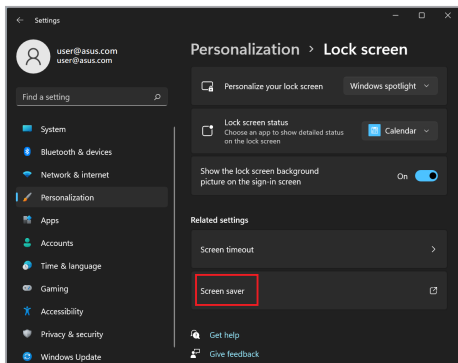 Settings
user@asus.com
user@asus.com
Find a setting
System
Bluetooth & devices
Network & internet
Personalization
Apps
Accounts
Time & language
Gaming
Accessibility
Privacy & security
Windows Update
Personalization > Lock screen
Personalize your lock screen
Windows spotlight
Lock screen status
Choose an app to show detailed status
on the lock screen
Calendar
Show the lock screen background
picture on the sign-in screen
On
Related settings
Screen timeout
Screen saver
Get help
Give feedback